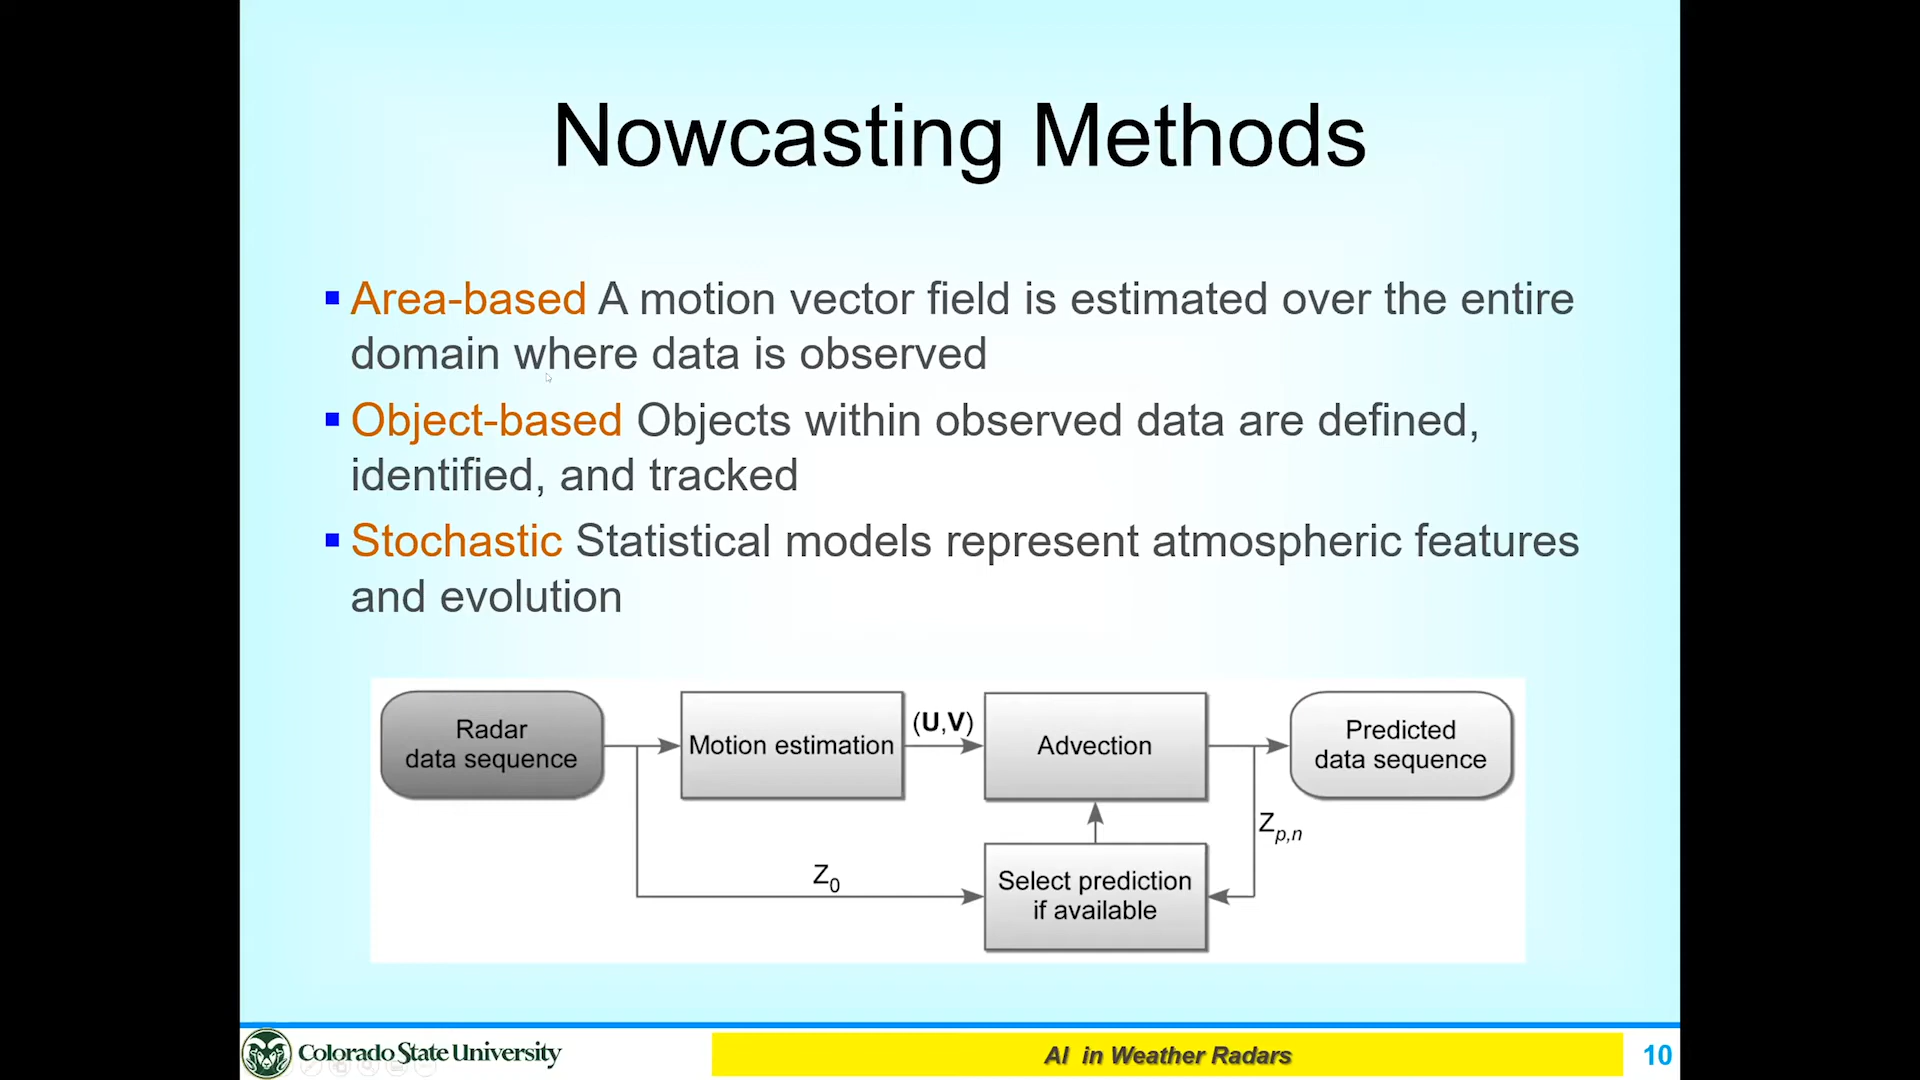 Nowcasting Methods
Area-based A motion vector field is estimated over the entire
domain where data is observed
Object-based Objects within observed data are defined,
identified, and tracked
Stochastic Statistical models represent atmospheric features
and evolution
Radar
data sequence
Motion estimation
(U,V)
Advection
Predicted
data sequence
Zp,n
Z0
Select prediction
if available
Colorado State University
AI in Weather Radars
10